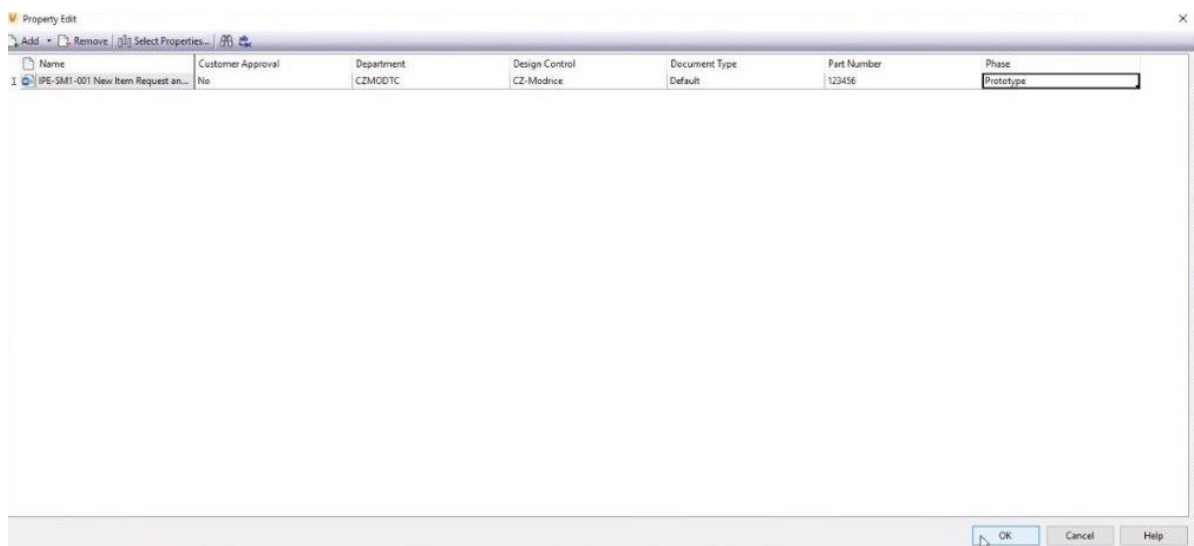 Property Edit
Add Remove Select Properties...
Name Customer Approval Department Design Control Document Type Part Number Phase
1 IPE-SM1-001 New Item Request an... No CZMODTC CZ-Modrice Default 123456 Prototype
OK Cancel Help